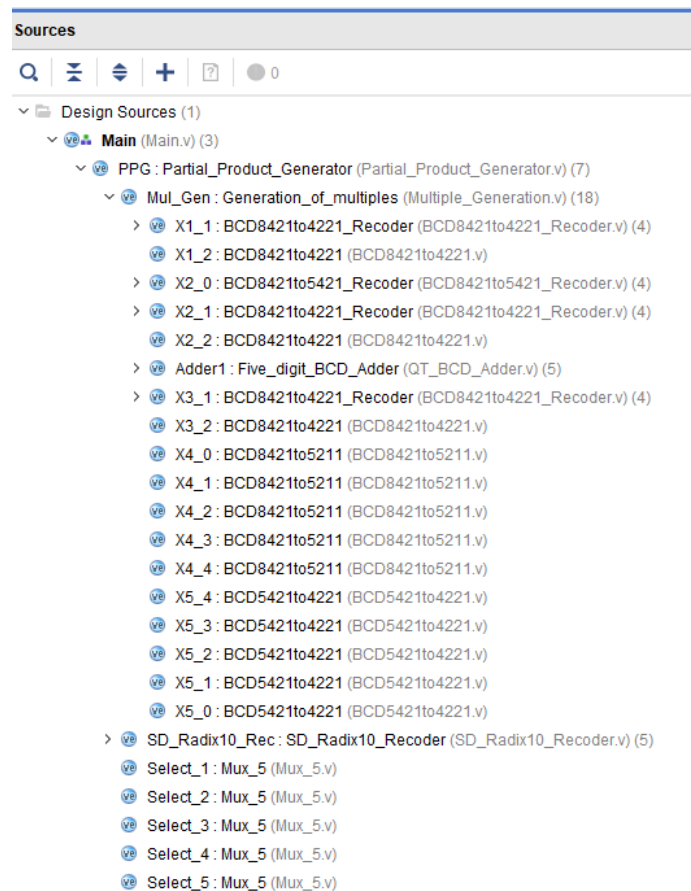 Sources
0
Design Sources (1)
Main (Main.v) (3)
PPG : Partial_Product_Generator (Partial_Product_Generator.v) (7)
Mul_Gen : Generation_of_multiples (Multiple_Generation.v) (18)
X1_1 : BCD8421to4221_Recoder (BCD8421to4221_Recoder.v) (4)
X1_2 : BCD8421to4221 (BCD8421to4221.v)
X2_0 : BCD8421to5421_Recoder (BCD8421to5421_Recoder.v) (4)
X2_1 : BCD8421to4221_Recoder (BCD8421to4221_Recoder.v) (4)
X2_2 : BCD8421to4221 (BCD8421to4221.v)
Adder1 : Five_digit_BCD_Adder (QT_BCD_Adder.v) (5)
X3_1 : BCD8421to4221_Recoder (BCD8421to4221_Recoder.v) (4)
X3_2 : BCD8421to4221 (BCD8421to4221.v)
X4_0 : BCD8421to5211 (BCD8421to5211.v)
X4_1 : BCD8421to5211 (BCD8421to5211.v)
X4_2 : BCD8421to5211 (BCD8421to5211.v)
X4_3 : BCD8421to5211 (BCD8421to5211.v)
X4_4 : BCD8421to5211 (BCD8421to5211.v)
X5_4 : BCD5421to4221 (BCD5421to4221.v)
X5_3 : BCD5421to4221 (BCD5421to4221.v)
X5_2 : BCD5421to4221 (BCD5421to4221.v)
X5_1 : BCD5421to4221 (BCD5421to4221.v)
X5_0 : BCD5421to4221 (BCD5421to4221.v)
SD_Radix10_Rec : SD_Radix10_Recoder (SD_Radix10_Recoder.v) (5)
Select_1 : Mux_5 (Mux_5.v)
Select_2 : Mux_5 (Mux_5.v)
Select_3 : Mux_5 (Mux_5.v)
Select_4 : Mux_5 (Mux_5.v)
Select_5 : Mux_5 (Mux_5.v)